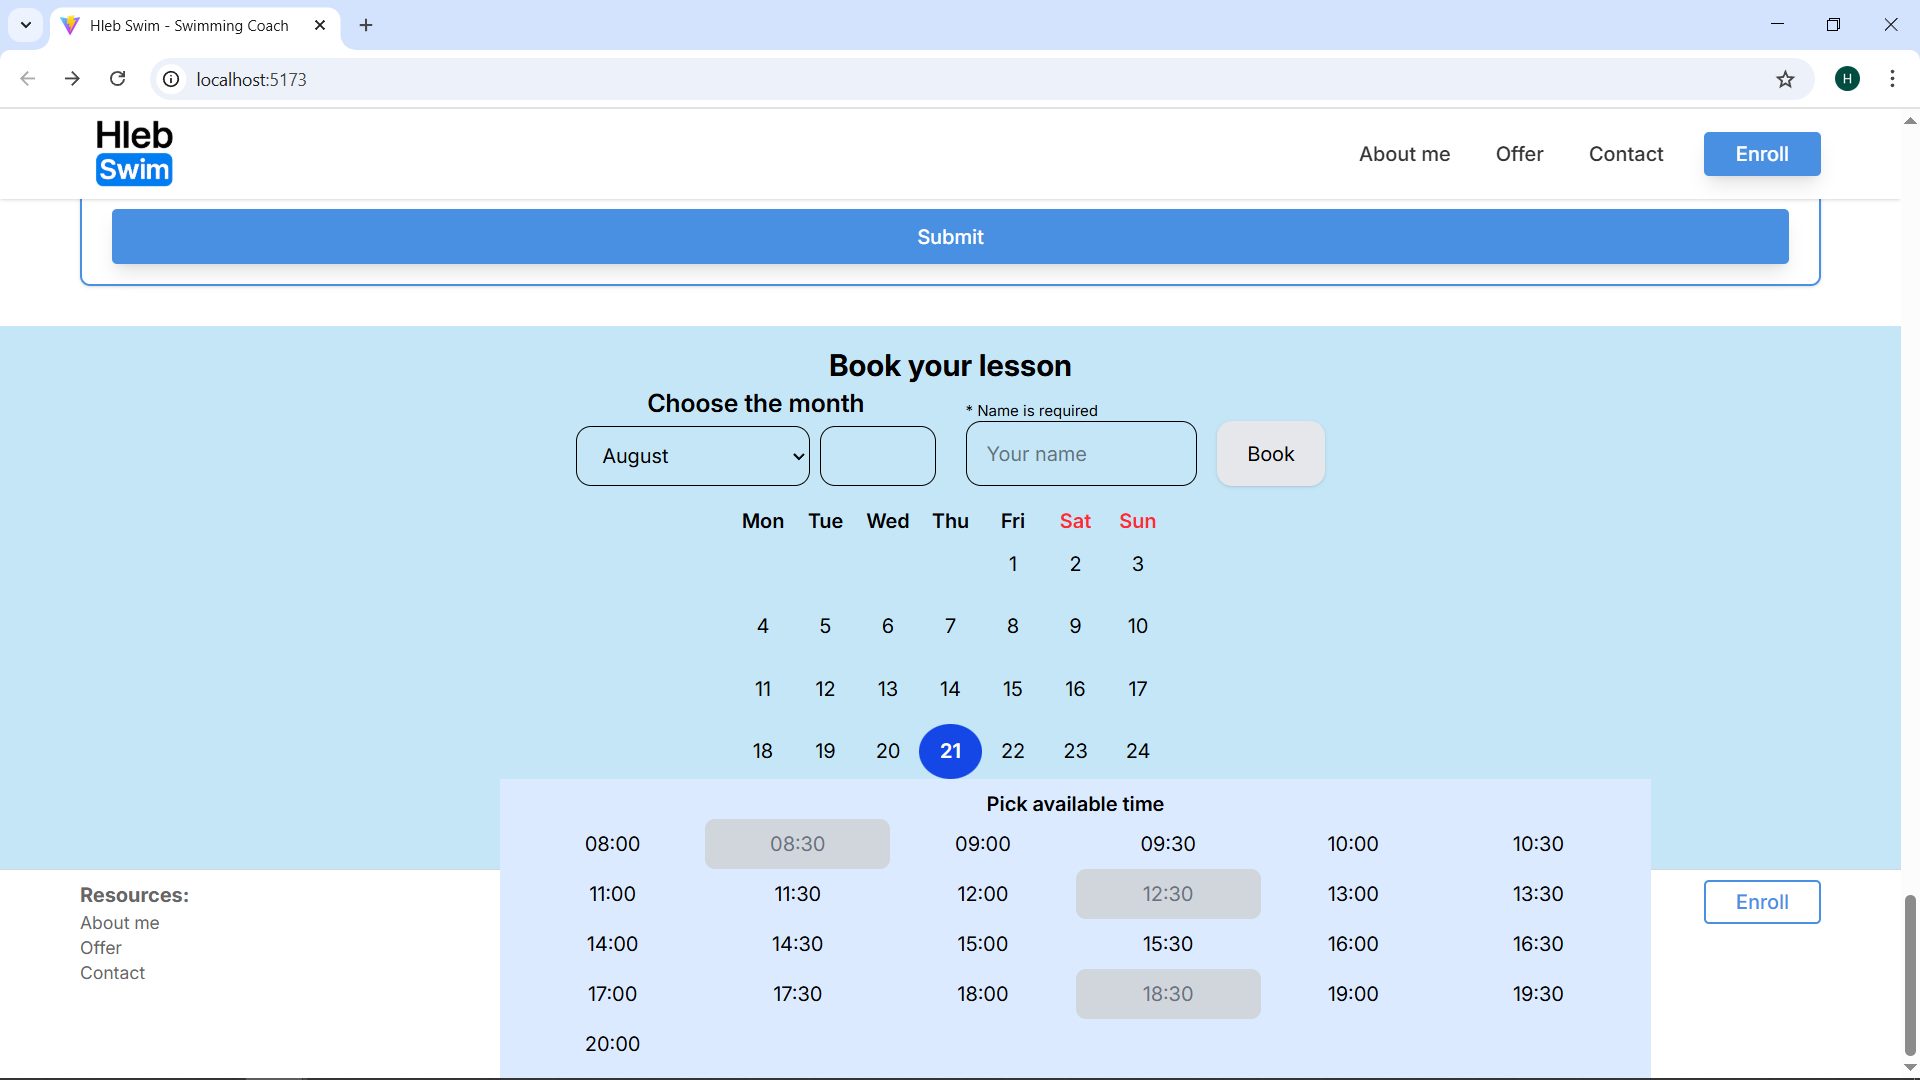 Hleb Swim - Swimming Coach
localhost:5173
H
Hleb
Swim
About me Offer Contact Enroll
Submit
Book your lesson
Choose the month
* Name is required
August
Your name
Book
Mon Tue Wed Thu Fri Sat Sun
1 2 3
4 5 6 7 8 9 10
11 12 13 14 15 16 17
18 19 20 21 22 23 24
Pick available time
08:00 08:30 09:00 09:30 10:00 10:30
11:00 11:30 12:00 12:30 13:00 13:30
14:00 14:30 15:00 15:30 16:00 16:30
17:00 17:30 18:00 18:30 19:00 19:30
20:00
Resources:
About me
Offer
Contact
Enroll